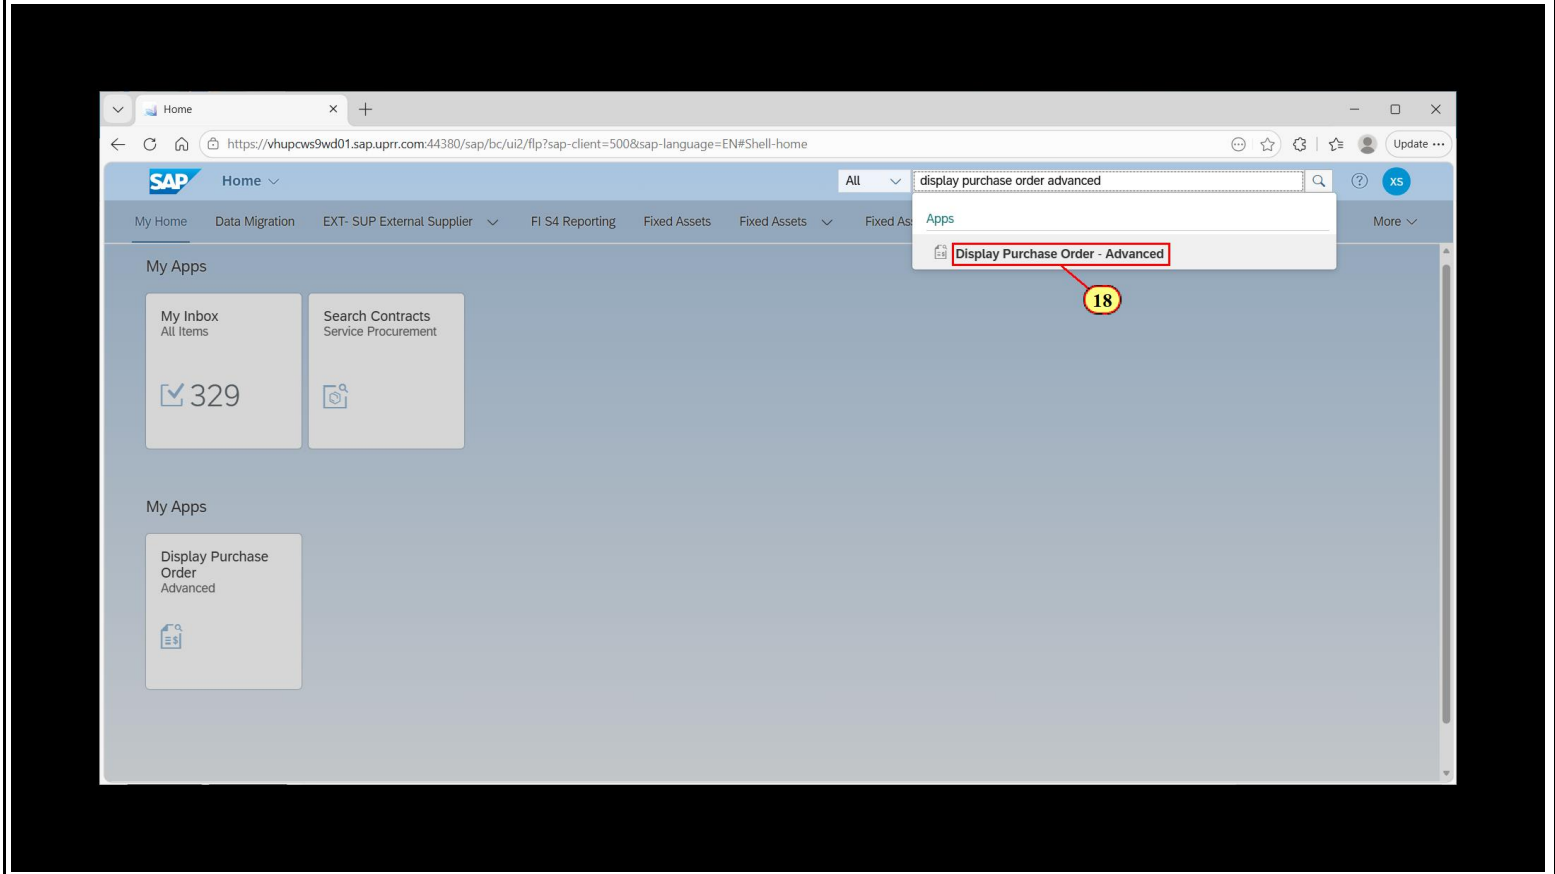 Home
https://vhupcws9wd01.sap.uprr.com:44380/sap/bc/ui2/flp?sap-client=500&sap-language=EN#Shell-home
Update
SAP Home All display purchase order advanced XS
My Home Data Migration EXT- SUP External Supplier FI S4 Reporting Fixed Assets Fixed Assets Fixed As More
Apps
Display Purchase Order - Advanced
18
My Apps
My Inbox
All Items
329
Search Contracts
Service Procurement
My Apps
Display Purchase
Order
Advanced